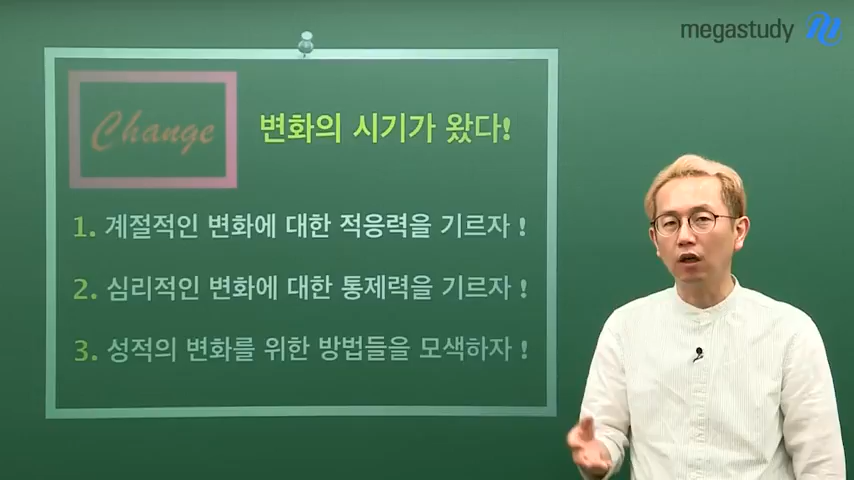 megastudy
Change
변화의 시기가 왔다!
1. 계절적인 변화에 대한 적응력을 기르자 !
2. 심리적인 변화에 대한 통제력을 기르자 !
3. 성적의 변화를 위한 방법들을 모색하자 !